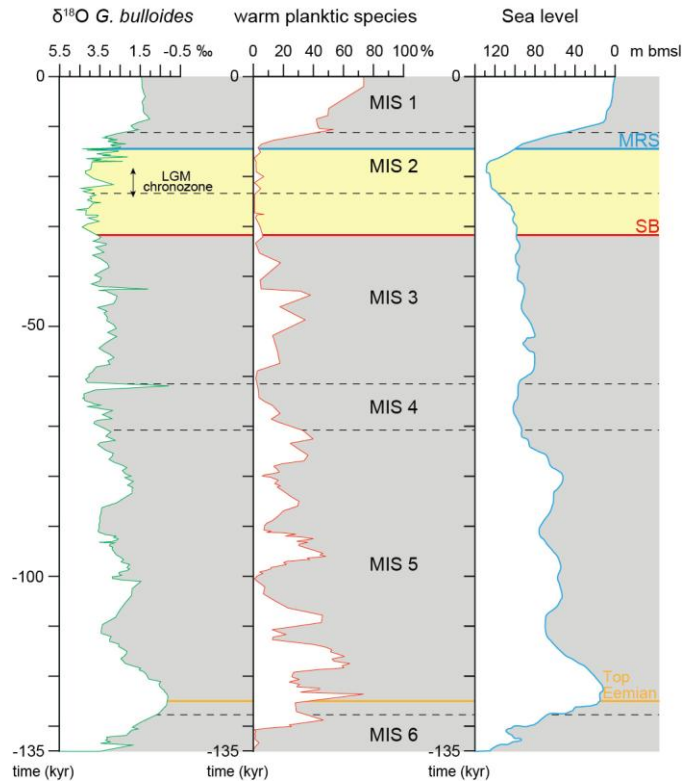 δ¹⁸O G. bulloides
warm planktic species
Sea level
5.5 3.5 1.5 -0.5 ‰
0 20 40 60 80 100%
120 80 40 0 m bmsl
0
0
0
MIS 1
MRS
MIS 2
LGM
chronozone
SB
MIS 3
-50
MIS 4
-100
MIS 5
Top
Eemian
MIS 6
-135
-135
-135
time (kyr)
time (kyr)
time (kyr)